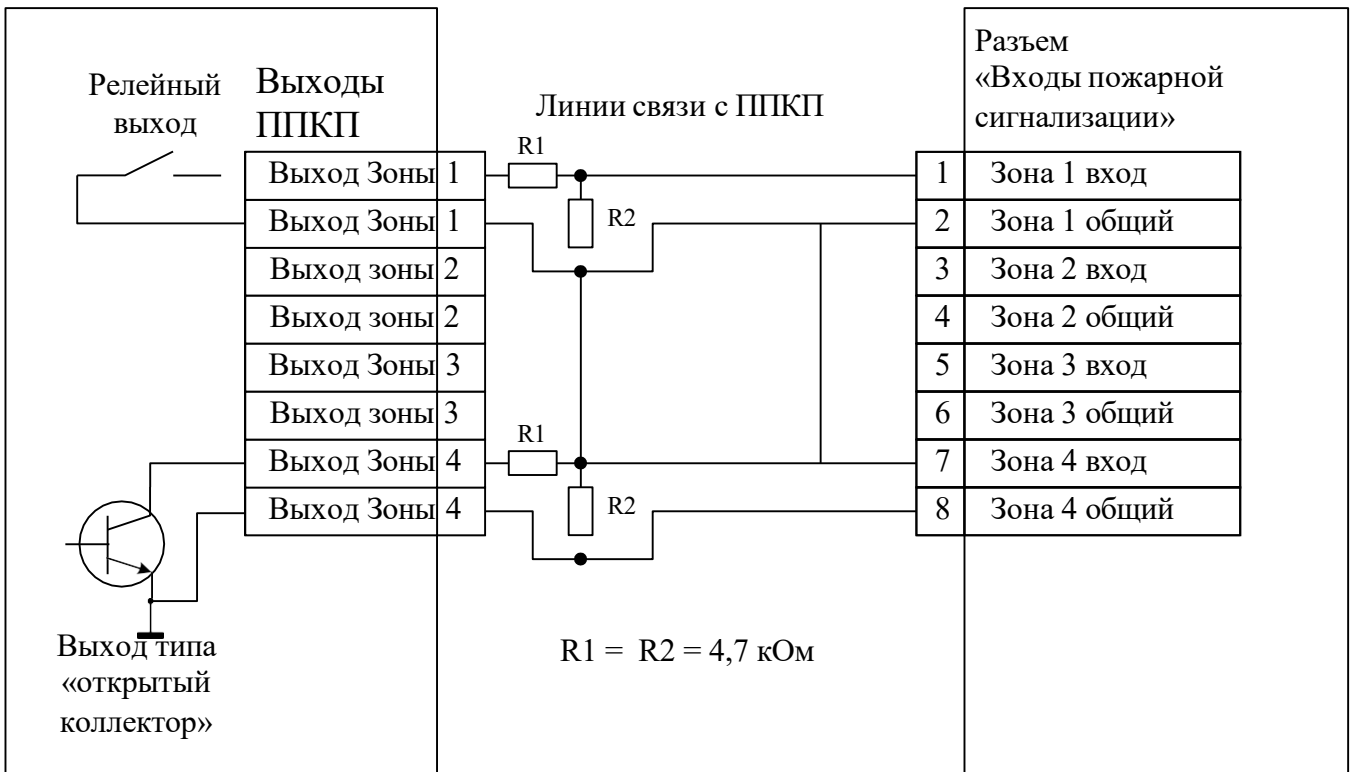 Релейный
выход
Выходы
ППКП
Линии связи с ППКП
Разъем
«Входы пожарной
сигнализации»
Выход Зоны 1
R1
1 Зона 1 вход
Выход Зоны 1
R2
2 Зона 1 общий
Выход зоны 2
3 Зона 2 вход
Выход зоны 2
4 Зона 2 общий
Выход Зоны 3
5 Зона 3 вход
Выход зоны 3
6 Зона 3 общий
Выход Зоны 4
R1
7 Зона 4 вход
Выход Зоны 4
R2
8 Зона 4 общий
Выход типа
«открытый
коллектор»
R1 = R2 = 4,7 кОм